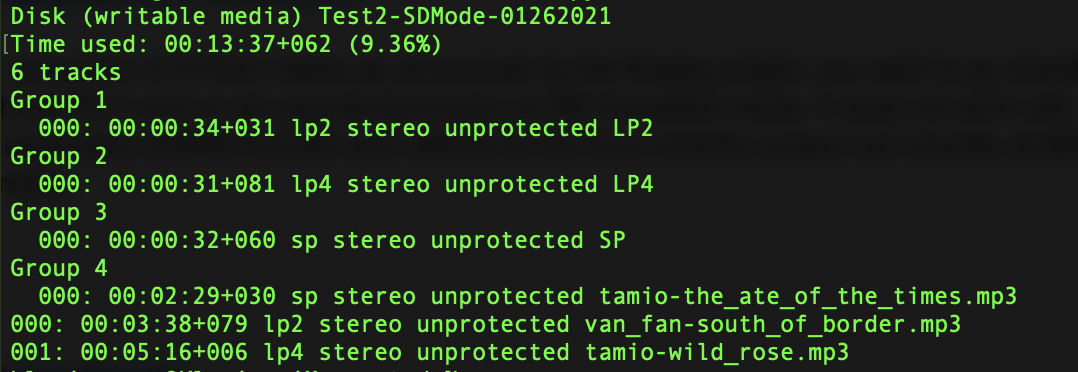 Disk (writable media) Test2-SDMode-01262021
[Time used: 00:13:37+062 (9.36%)
6 tracks
Group 1
000: 00:00:34+031 lp2 stereo unprotected LP2
Group 2
000: 00:00:31+081 lp4 stereo unprotected LP4
Group 3
000: 00:00:32+060 sp stereo unprotected SP
Group 4
000: 00:02:29+030 sp stereo unprotected tamio-the_ate_of_the_times.mp3
000: 00:03:38+079 lp2 stereo unprotected van_fan-south_of_border.mp3
001: 00:05:16+006 lp4 stereo unprotected tamio-wild_rose.mp3